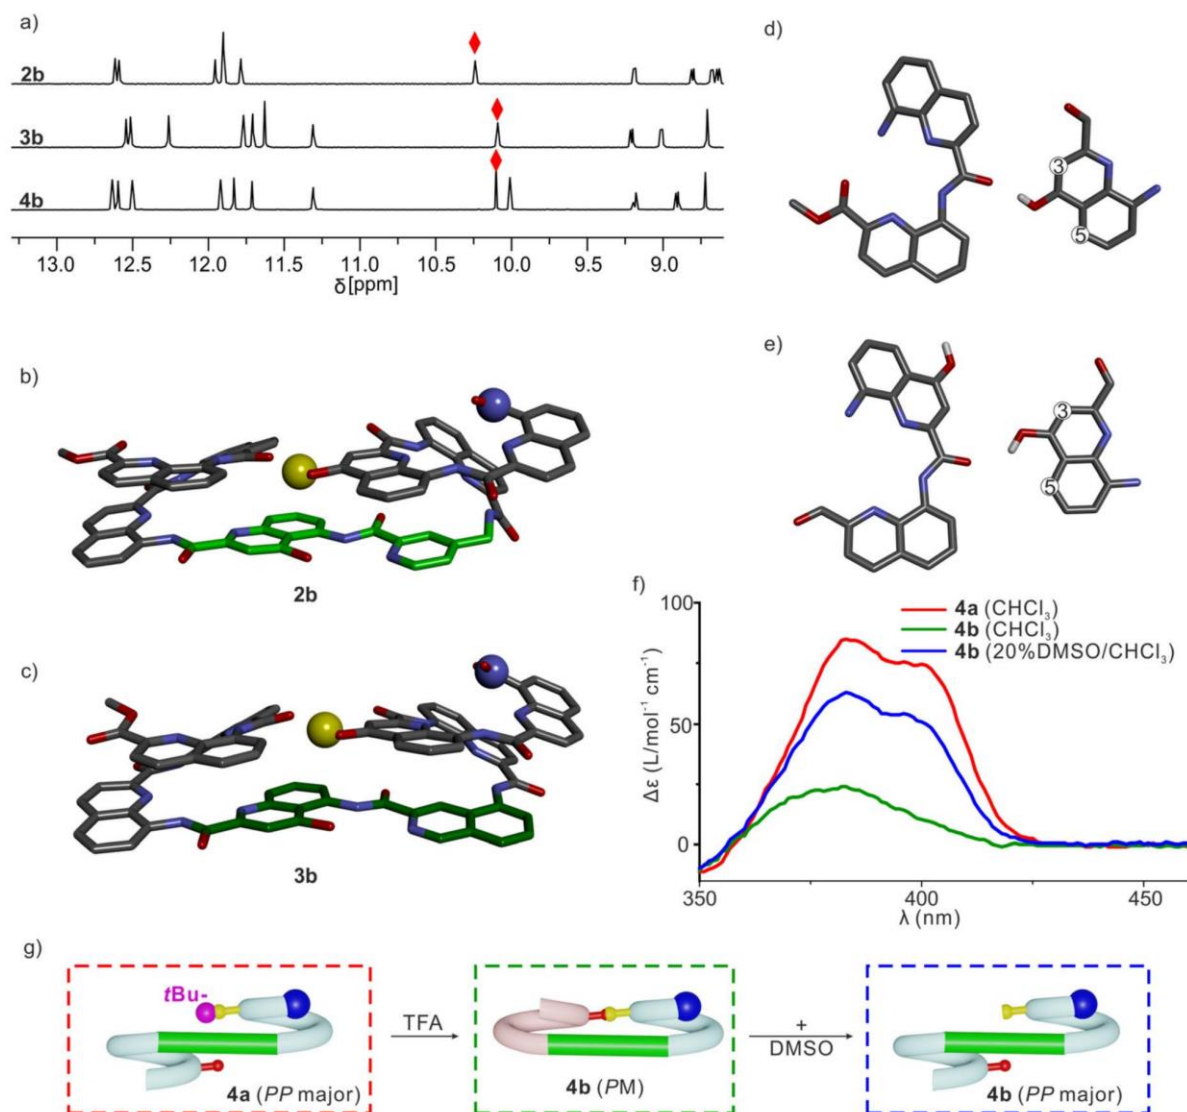 a)
2b
3b
4b
13.0 12.5 12.0 11.5 11.0 10.5 10.0 9.5 9.0
δ[ppm]
b)
2b
c)
3b
d)
3
5
e)
3
5
f)
100
50
0
Δε (L/mol⁻¹ cm⁻¹)
4a (CHCl₃)
4b (CHCl₃)
4b (20%DMSO/CHCl₃)
350 400 450
λ (nm)
g)
tBu-
4a (PP major)
TFA
4b (PM)
+
DMSO
4b (PP major)